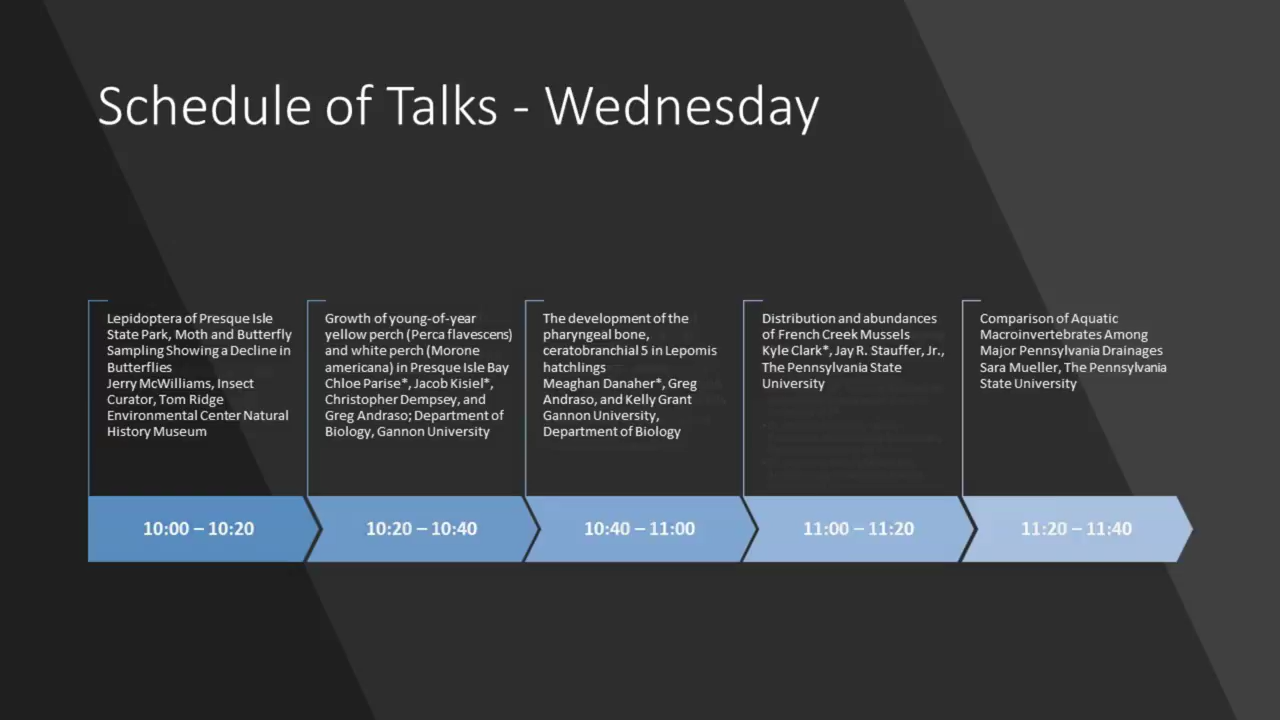 Schedule of Talks - Wednesday
Lepidoptera of Presque Isle
State Park, Moth and Butterfly
Sampling Showing a Decline in
Butterflies
Jerry McWilliams, Insect
Curator, Tom Ridge
Environmental Center Natural
History Museum
Growth of young-of-year
yellow perch (Perca flavescens)
and white perch (Morone
americana) in Presque Isle Bay
Chloe Parise*, Jacob Kisiel*,
Christopher Dempsey, and
Greg Andraso; Department of
Biology, Gannon University
The development of the
pharyngeal bone,
ceratobranchial 5 in Lepomis
hatchlings
Meaghan Danaher*, Greg
Andraso, and Kelly Grant
Gannon University,
Department of Biology
Distribution and abundances
of French Creek Mussels
Kyle Clark*, Jay R. Stauffer, Jr.,
The Pennsylvania State
University
Comparison of Aquatic
Macroinvertebrates Among
Major Pennsylvania Drainages
Sara Mueller, The Pennsylvania
State University
10:00 – 10:20
10:20 – 10:40
10:40 – 11:00
11:00 – 11:20
11:20 – 11:40